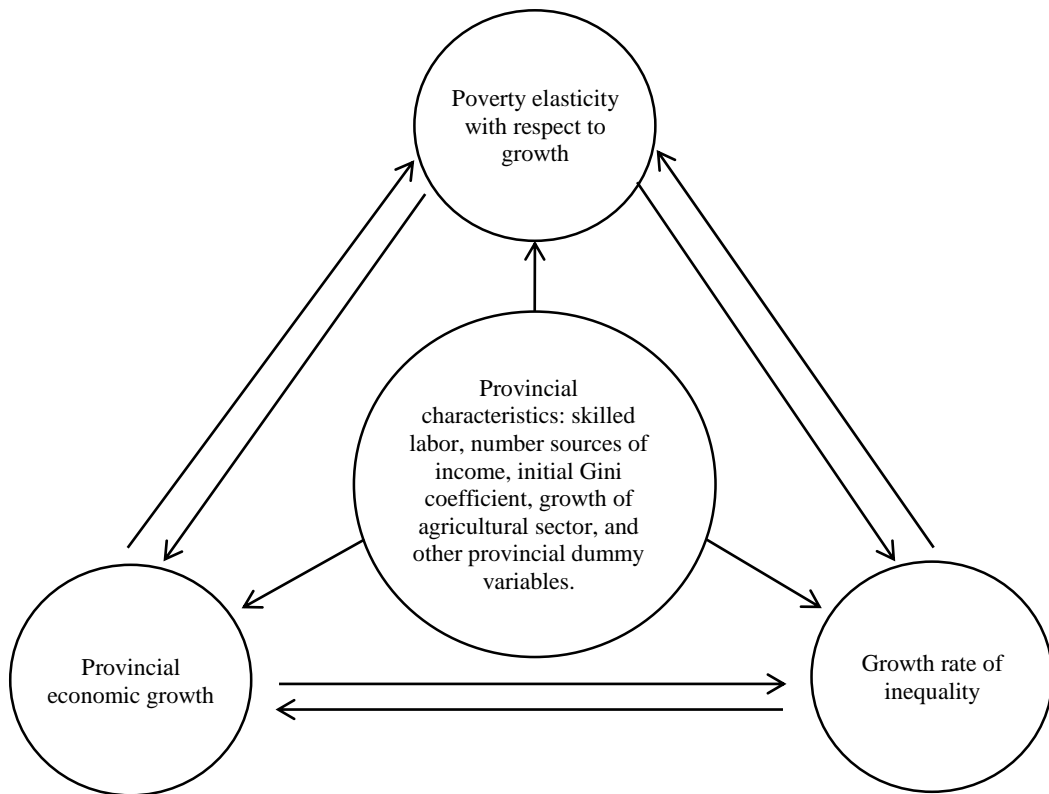 Poverty elasticity
with respect to
growth
Provincial
characteristics: skilled
labor, number sources of
income, initial Gini
coefficient, growth of
agricultural sector, and
other provincial dummy
variables.
Provincial
economic growth
Growth rate of
inequality